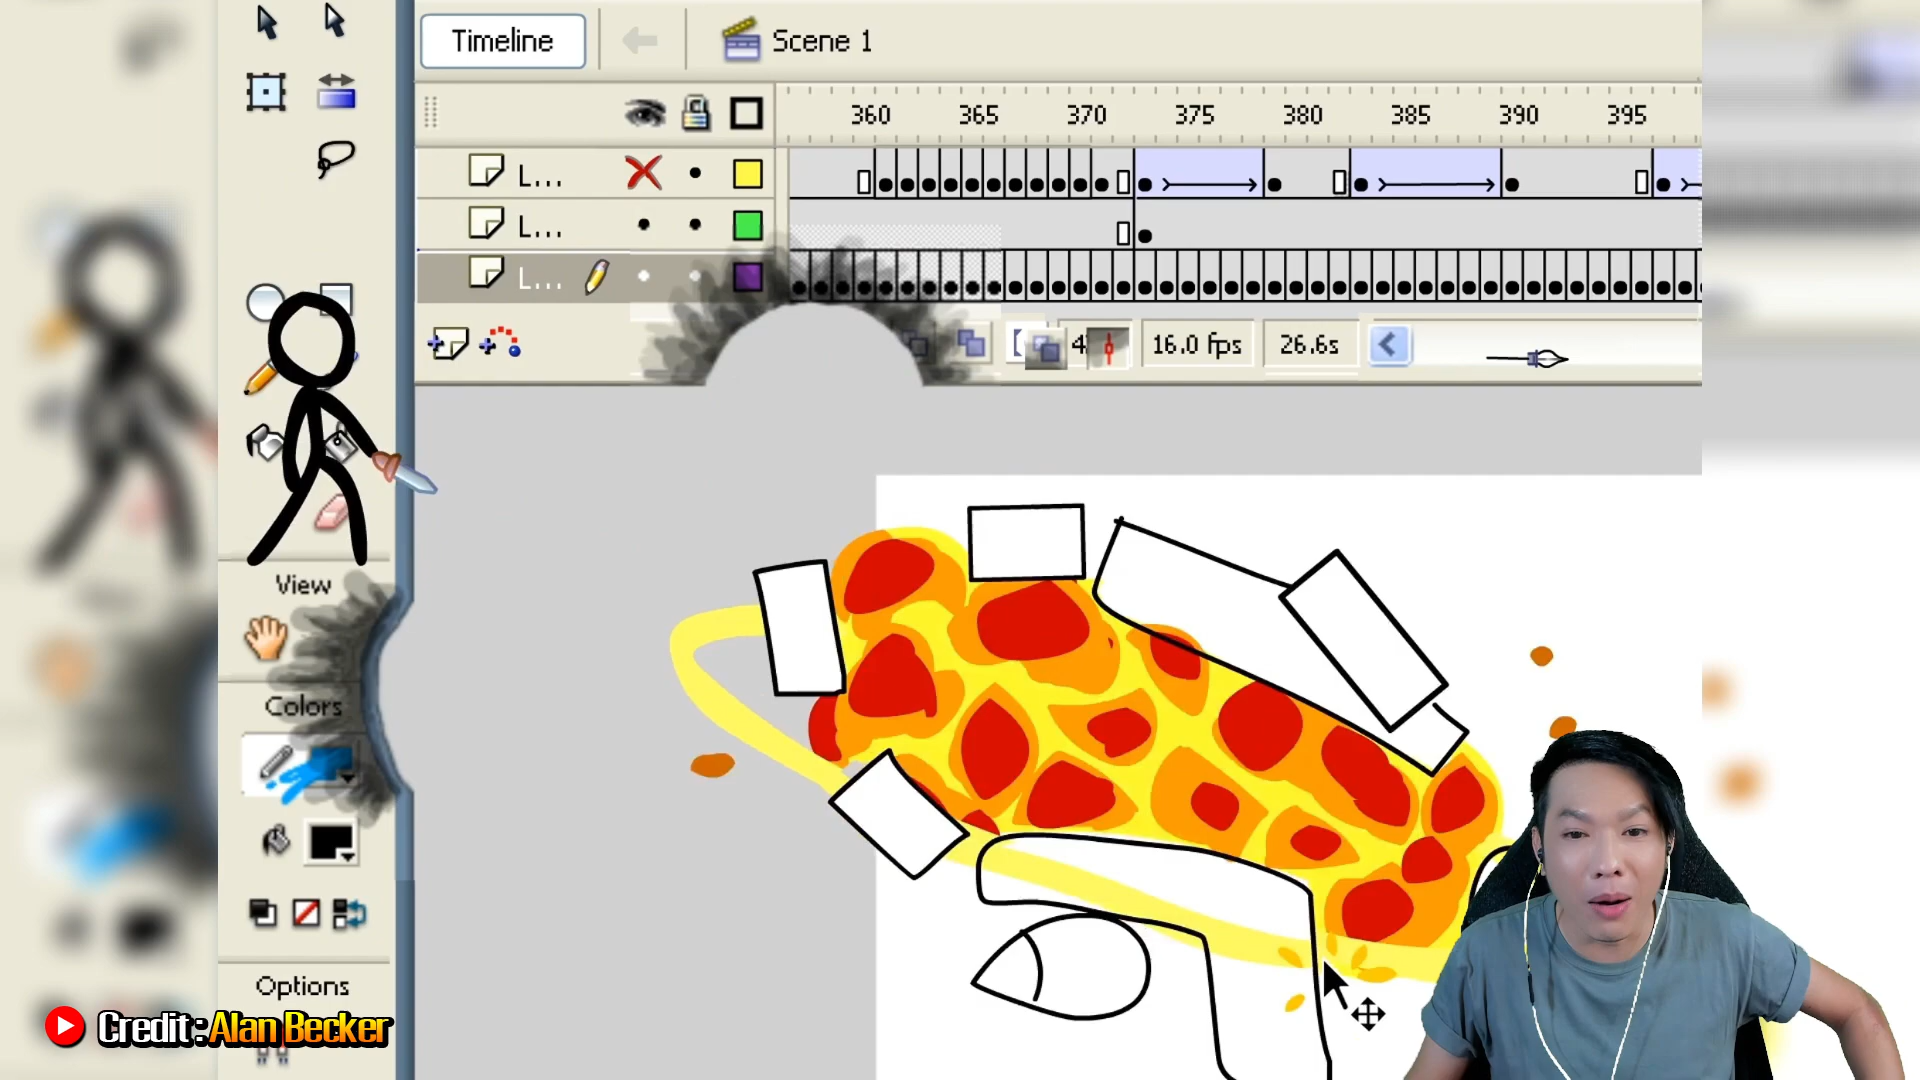 Timeline
Scene 1
360 365 370 375 380 385 390 395
L...
L...
L...
4 16.0 fps 26.6s
View
Colors
Options
Credit : Alan Becker